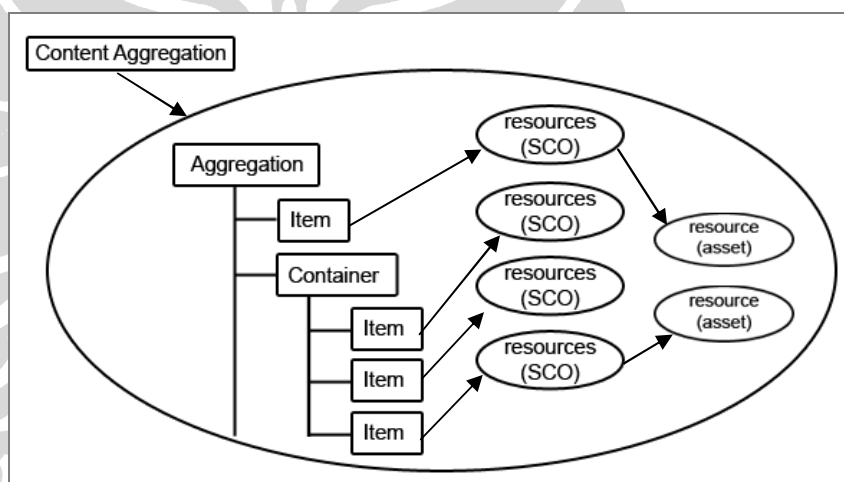 Content Aggregation
Aggregation
Item
Container
Item
Item
Item
resources
(SCO)
resources
(SCO)
resources
(SCO)
resources
(SCO)
resource
(asset)
resource
(asset)